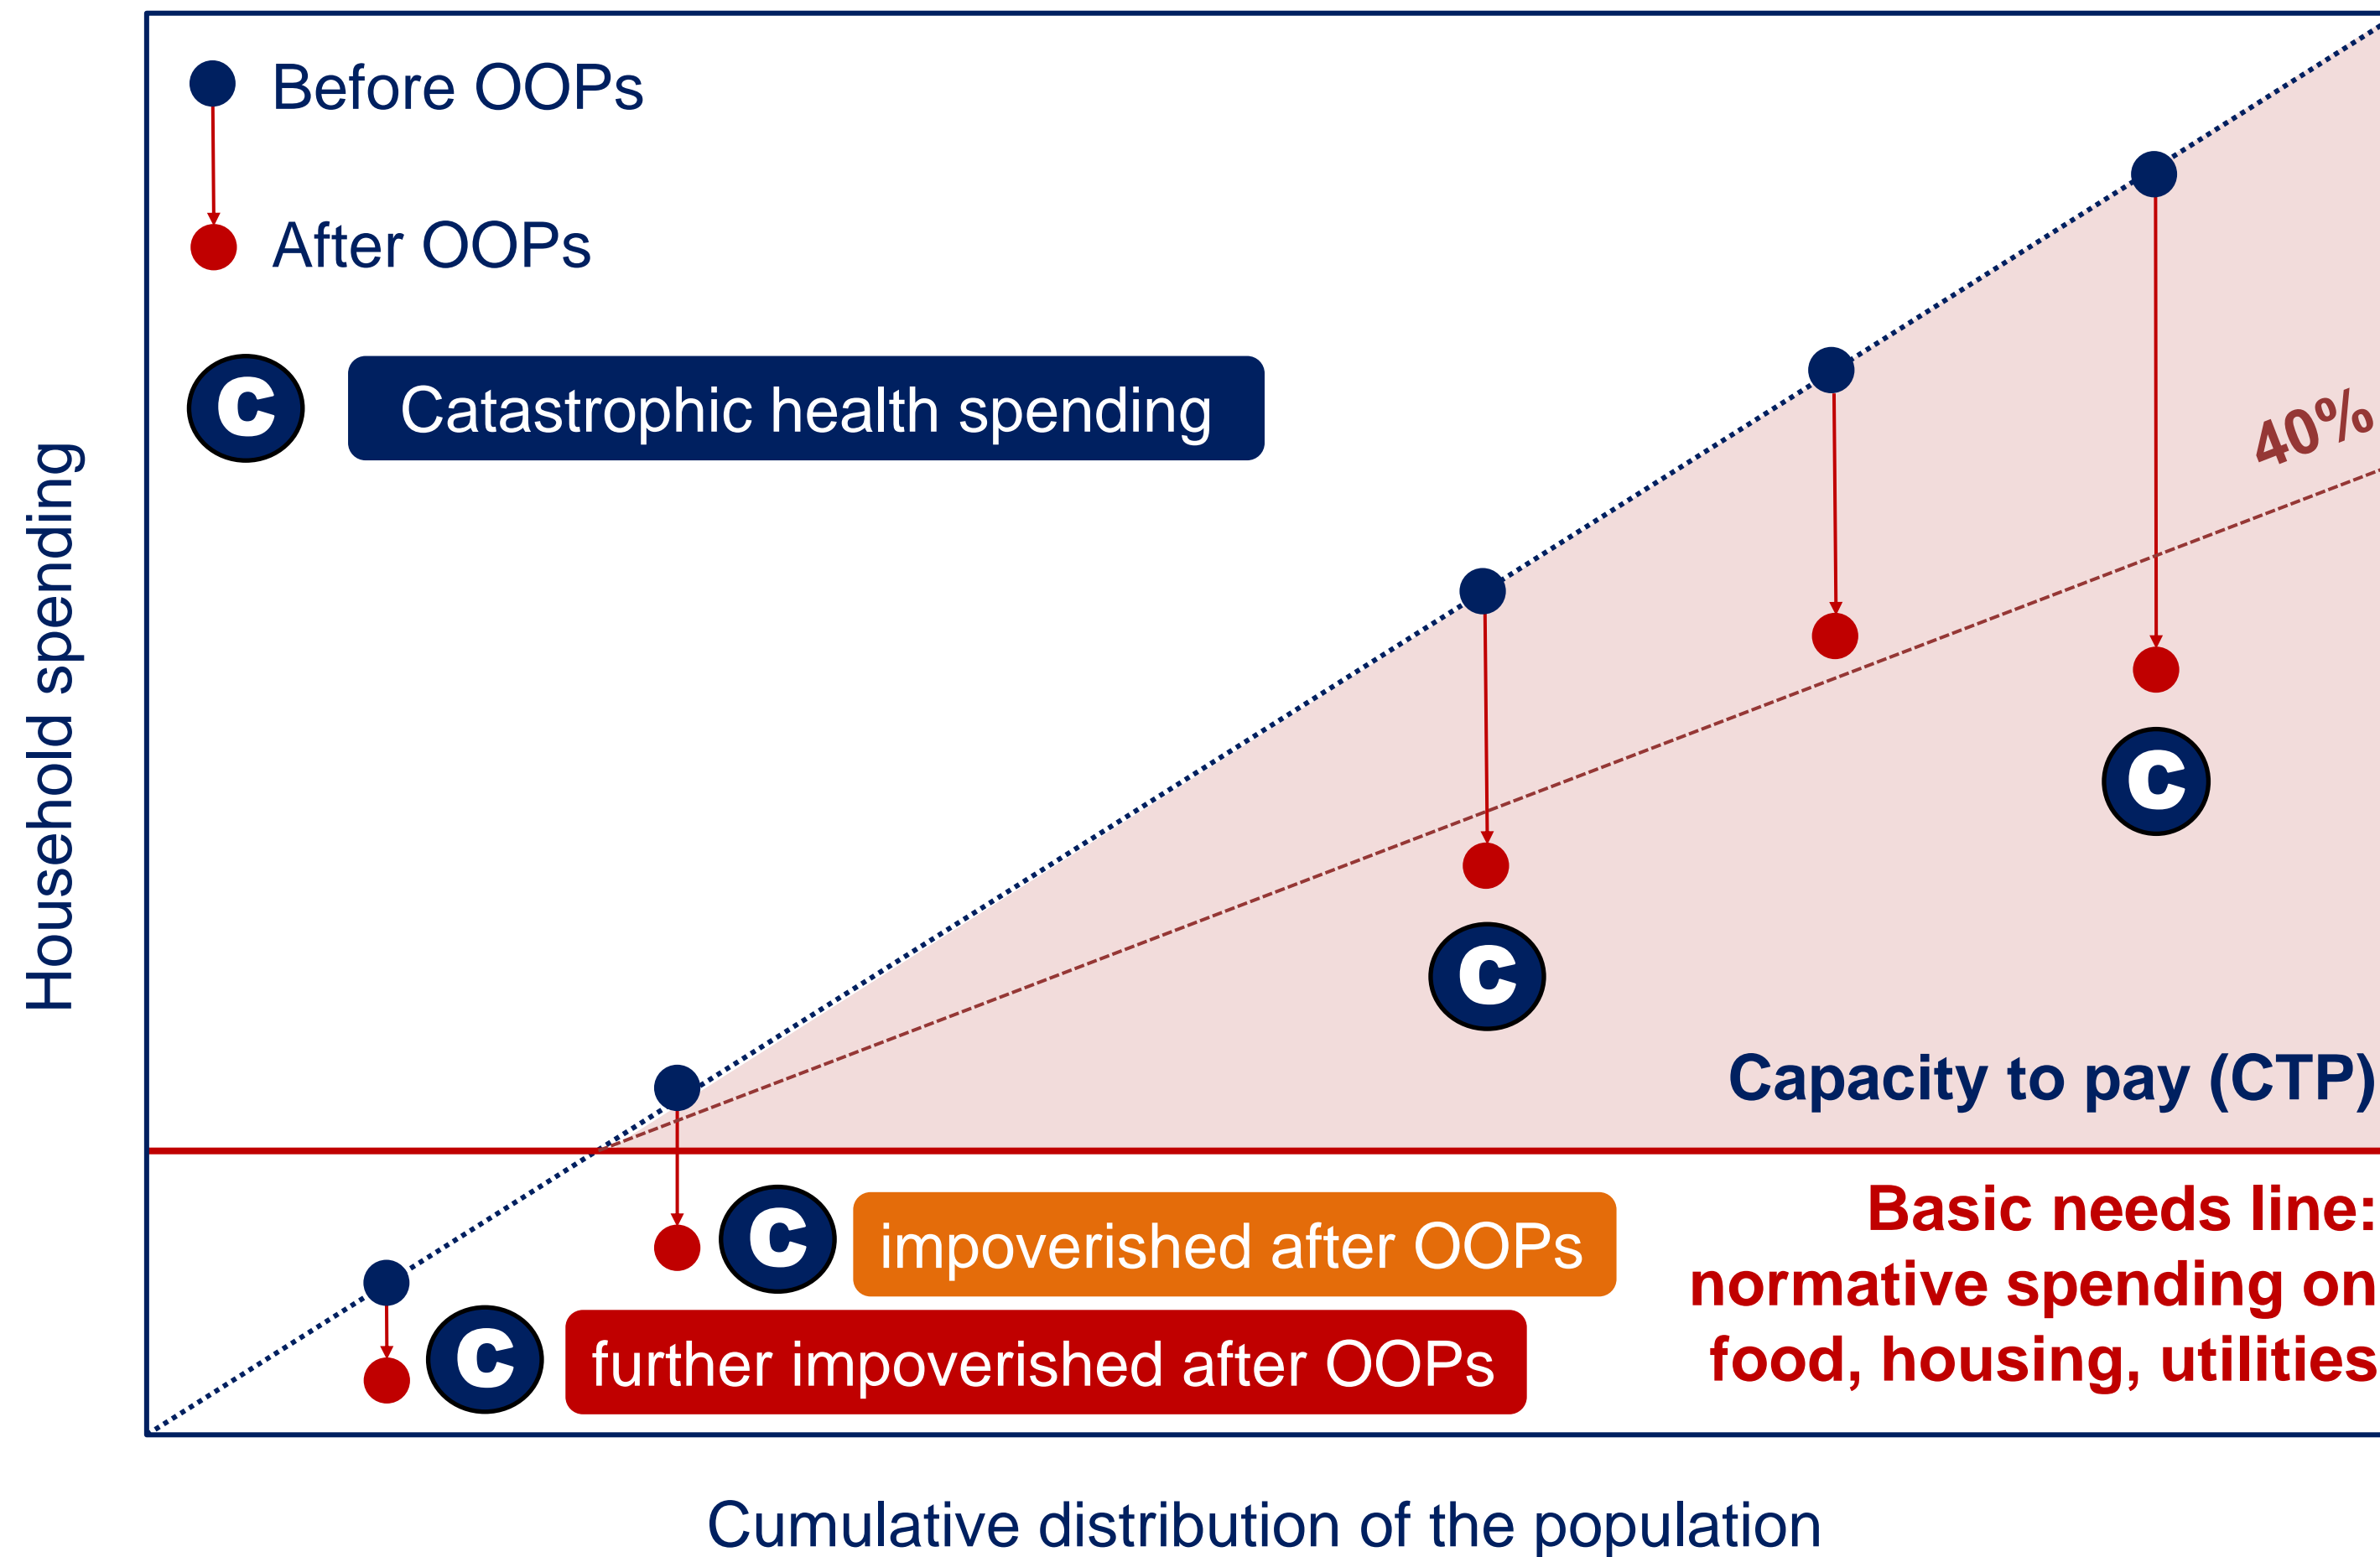 Before OOPs
After OOPs
C
Catastrophic health spending
40%
Household spending
C
C
Capacity to pay (CTP)
Basic needs line:
normative spending on
food, housing, utilities
C
impoverished after OOPs
C
further impoverished after OOPs
Cumulative distribution of the population